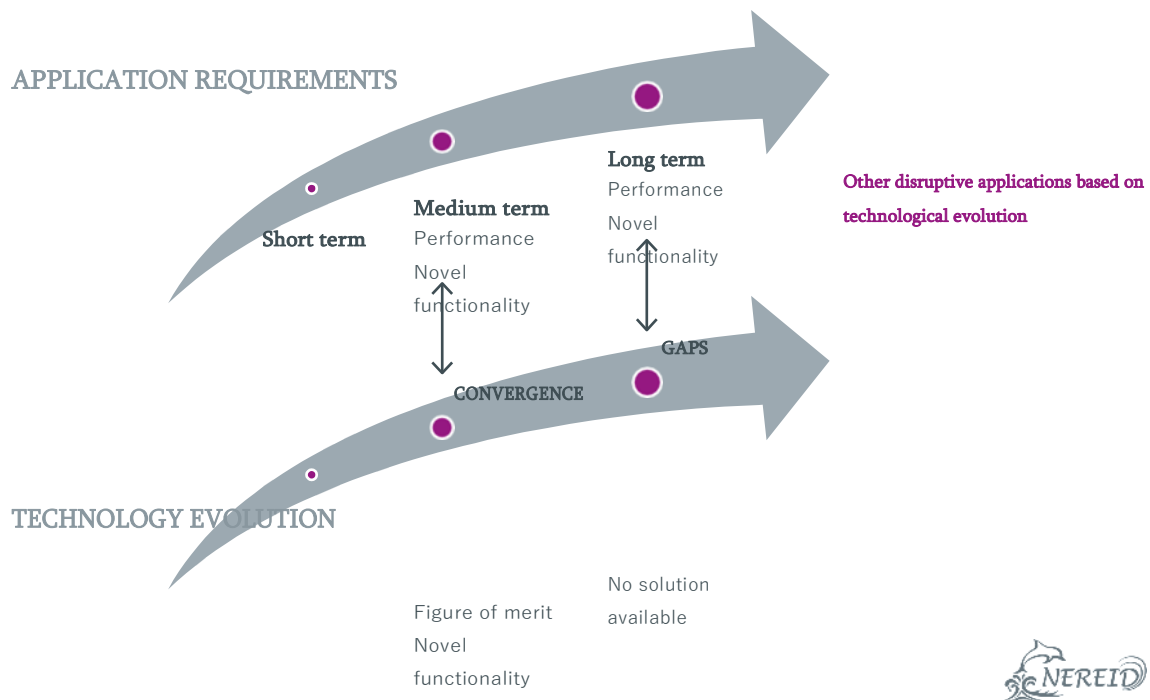 APPLICATION REQUIREMENTS
Short term
Medium term
Performance
Novel
functionality
Long term
Performance
Novel
functionality
Other disruptive applications based on
technological evolution
CONVERGENCE
GAPS
TECHNOLOGY EVOLUTION
Figure of merit
Novel
functionality
No solution
available
NEREID